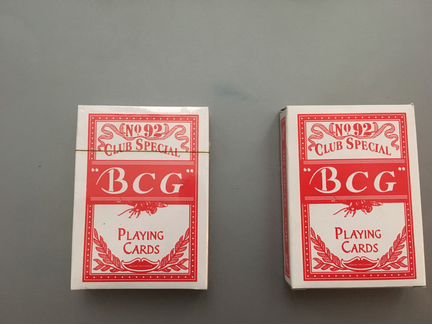 No 92
Club Special
"BCG"
Playing
Cards
No 92
Club Special
"BCG"
Playing
Cards